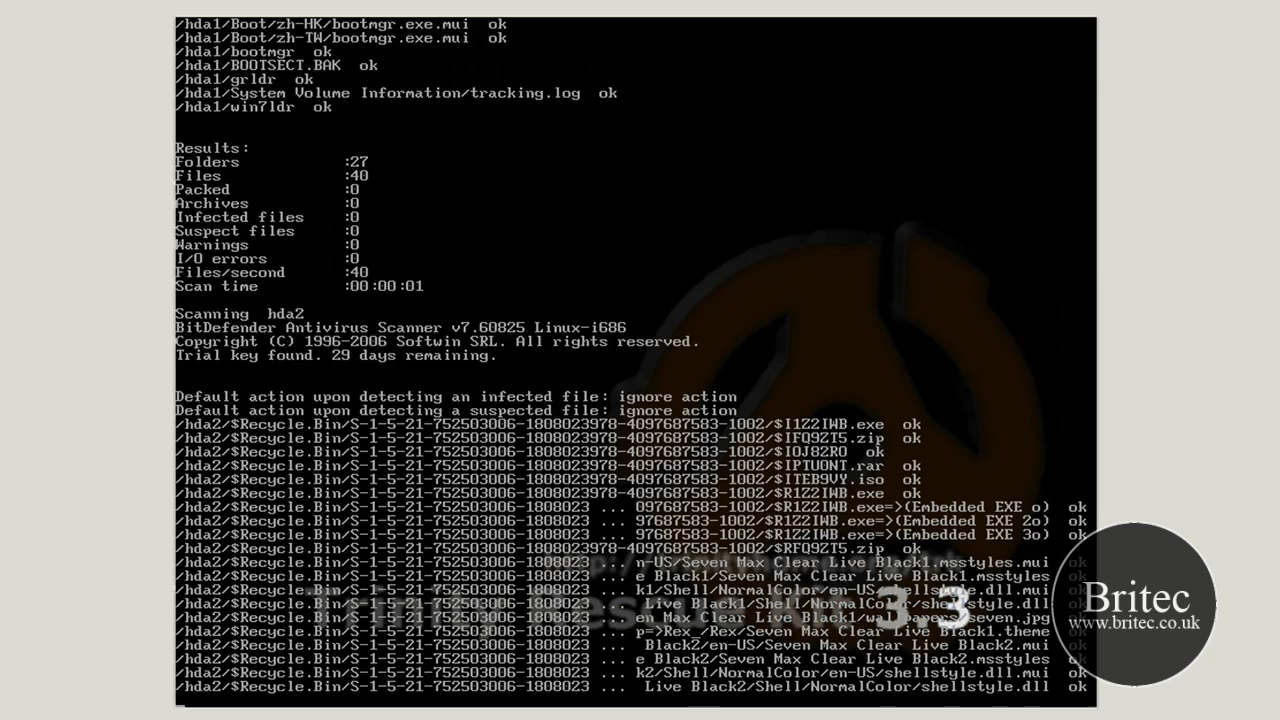 /hda1/Boot/zh-HK/bootmgr.exe.mui  ok
/hda1/Boot/zh-TW/bootmgr.exe.mui  ok
/hda1/bootmgr  ok
/hda1/BOOTSECT.BAK  ok
/hda1/grldr  ok
/hda1/System Volume Information/tracking.log  ok
/hda1/win7ldr  ok
Results:
Folders :27
Files :40
Packed :0
Archives :0
Infected files :0
Suspect files :0
Warnings :0
I/O errors :0
Files/second :40
Scan time :00:00:01
Scanning  hda2
BitDefender Antivirus Scanner v7.60825 Linux-i686
Copyright (C) 1996-2006 Softwin SRL. All rights reserved.
Trial key found. 29 days remaining.
Default action upon detecting an infected file: ignore action
Default action upon detecting a suspected file: ignore action
/hda2/$Recycle.Bin/S-1-5-21-752503006-1808023978-4097687583-1002/$I1Z2IWB.exe  ok
/hda2/$Recycle.Bin/S-1-5-21-752503006-1808023978-4097687583-1002/$IFQ9ZT5.zip  ok
/hda2/$Recycle.Bin/S-1-5-21-752503006-1808023978-4097687583-1002/$IOJ82RO  ok
/hda2/$Recycle.Bin/S-1-5-21-752503006-1808023978-4097687583-1002/$IPTUONT.rar  ok
/hda2/$Recycle.Bin/S-1-5-21-752503006-1808023978-4097687583-1002/$ITEB9VY.iso  ok
/hda2/$Recycle.Bin/S-1-5-21-752503006-1808023978-4097687583-1002/$R1Z2IWB.exe  ok
/hda2/$Recycle.Bin/S-1-5-21-752503006-1808023 ... 097687583-1002/$R1Z2IWB.exe=>(Embedded EXE o)  ok
/hda2/$Recycle.Bin/S-1-5-21-752503006-1808023 ... 97687583-1002/$R1Z2IWB.exe=>(Embedded EXE 2o)  ok
/hda2/$Recycle.Bin/S-1-5-21-752503006-1808023 ... 97687583-1002/$R1Z2IWB.exe=>(Embedded EXE 3o)  ok
/hda2/$Recycle.Bin/S-1-5-21-752503006-1808023978-4097687583-1002/$RFQ9ZT5.zip  ok
/hda2/$Recycle.Bin/S-1-5-21-752503006-1808023 ... n-US/Seven Max Clear Live Black1.msstyles.mui  ok
/hda2/$Recycle.Bin/S-1-5-21-752503006-1808023 ... e Black1/Seven Max Clear Live Black1.msstyles  ok
/hda2/$Recycle.Bin/S-1-5-21-752503006-1808023 ... k1/Shell/NormalColor/en-US/shellstyle.dll.mui  ok
/hda2/$Recycle.Bin/S-1-5-21-752503006-1808023 ...  Live Black1/Shell/NormalColor/shellstyle.dll  ok
/hda2/$Recycle.Bin/S-1-5-21-752503006-1808023 ... en Max Clear Live Black1/wallpapers/seven.jpg  ok
/hda2/$Recycle.Bin/S-1-5-21-752503006-1808023 ... p=>Rex_/Rex/Seven Max Clear Live Black1.theme  ok
/hda2/$Recycle.Bin/S-1-5-21-752503006-1808023 ...  Black2/en-US/Seven Max Clear Live Black2.mui  ok
/hda2/$Recycle.Bin/S-1-5-21-752503006-1808023 ... e Black2/Seven Max Clear Live Black2.msstyles  ok
/hda2/$Recycle.Bin/S-1-5-21-752503006-1808023 ... k2/Shell/NormalColor/en-US/shellstyle.dll.mui  ok
/hda2/$Recycle.Bin/S-1-5-21-752503006-1808023 ...  Live Black2/Shell/NormalColor/shellstyle.dll  ok
Trinity Rescue Kit 3.3
Britec
www.britec.co.uk